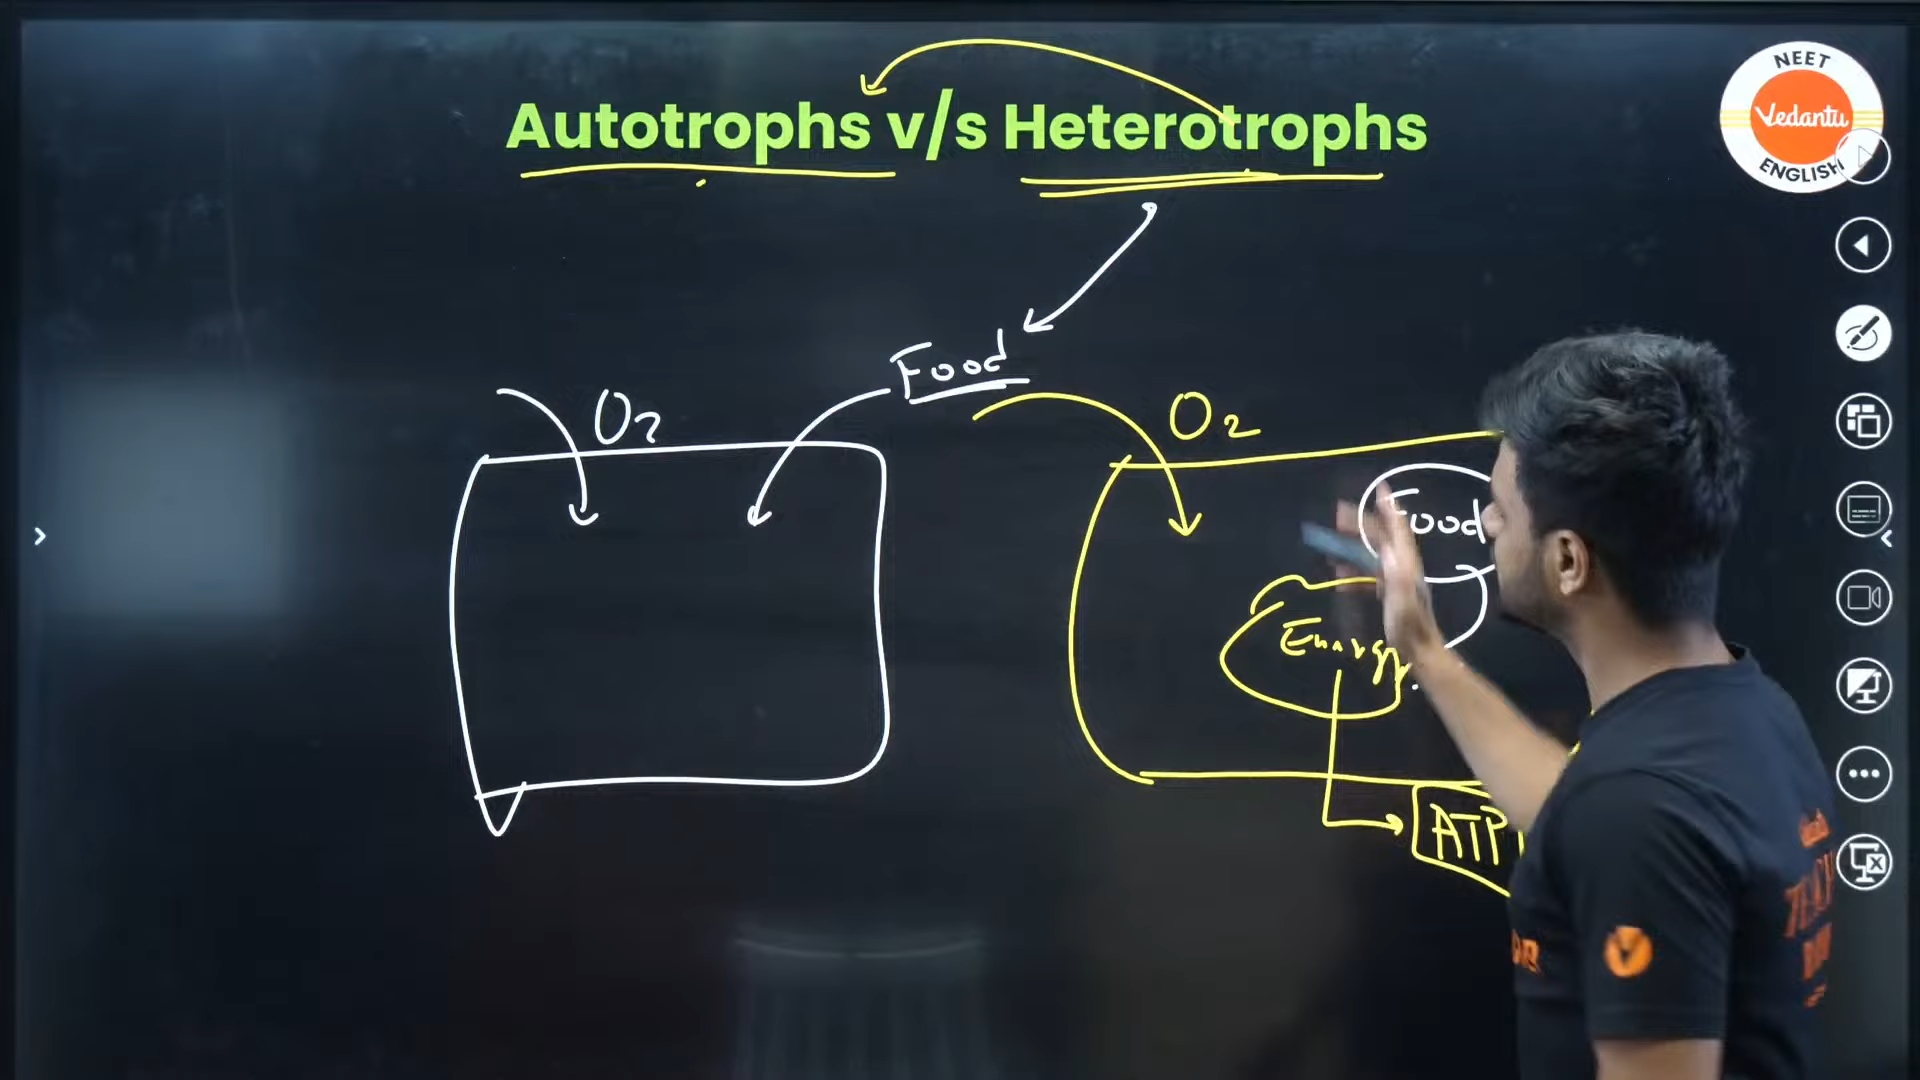 NEET
Vedantu
ENGLISH
Autotrophs v/s Heterotrophs
Food
O2
O2
Food
Energy
ATP
V